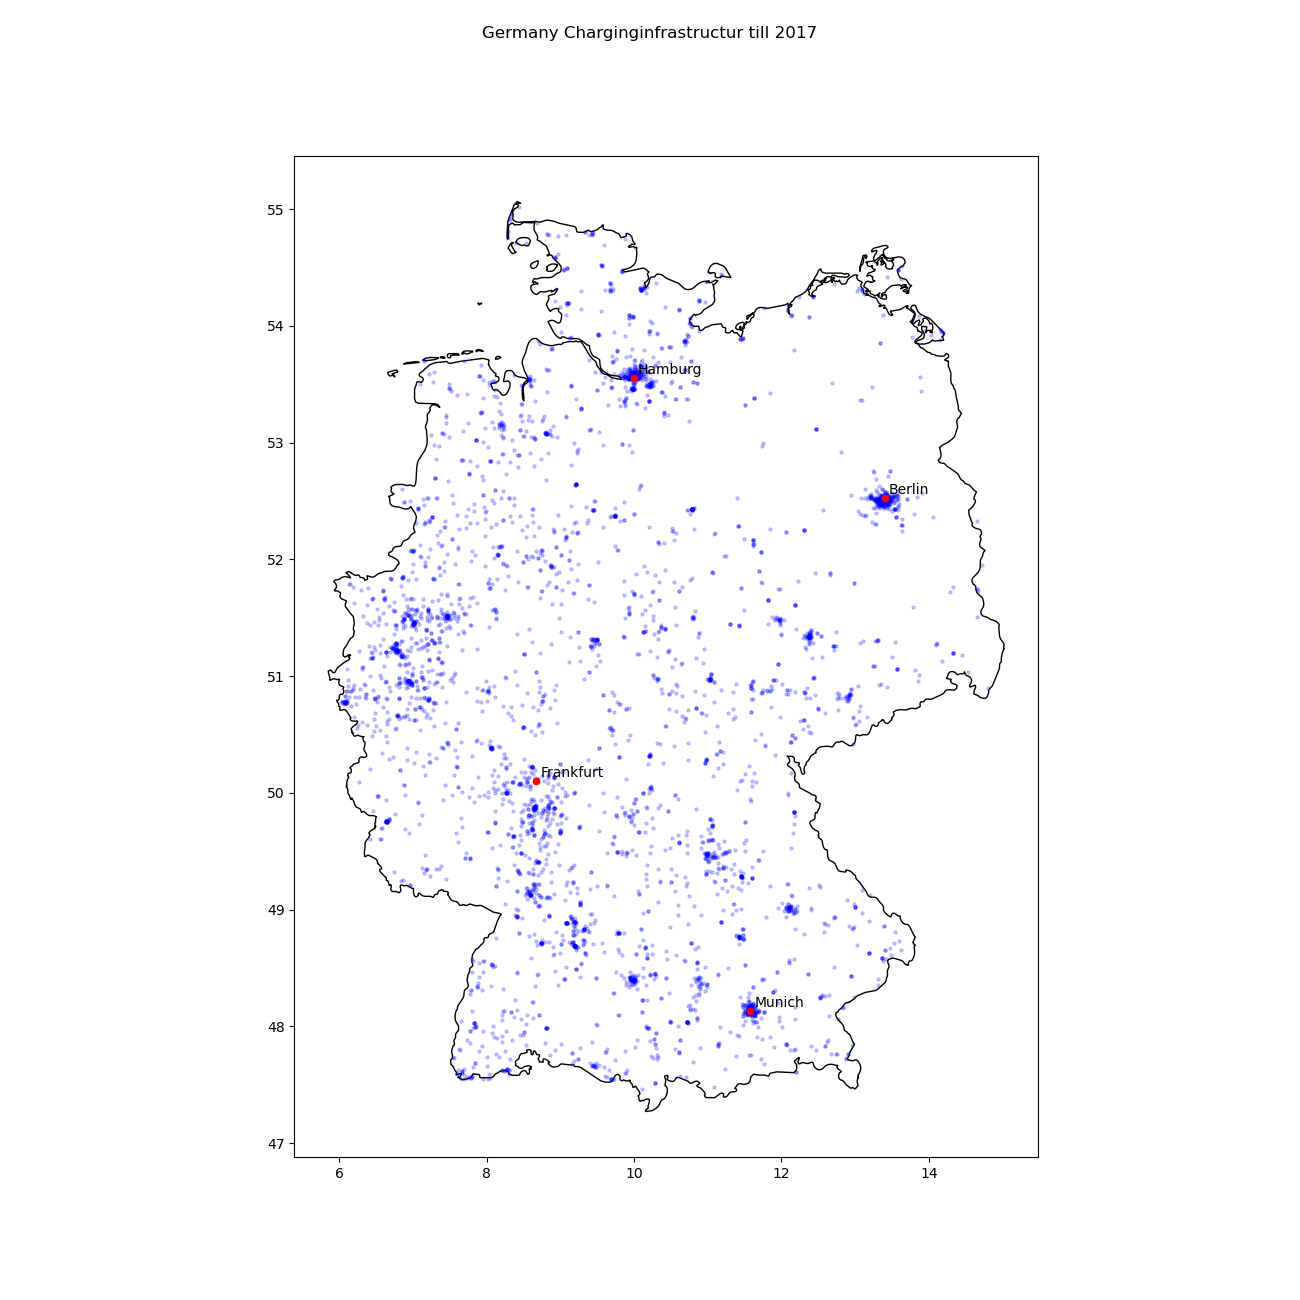 Germany Charginginfrastructur till 2017
55
54
Hamburg
53
Berlin
52
51
Frankfurt
50
49
Munich
48
47
6 8 10 12 14